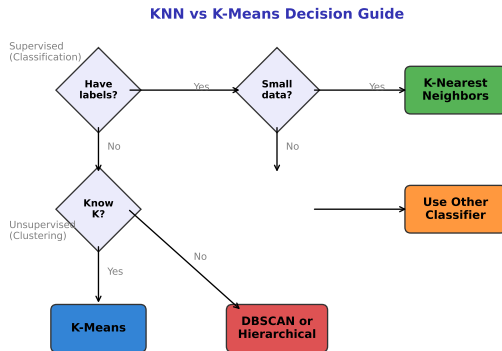 KNN vs K-Means Decision Guide
Supervised
(Classification)
Have
labels?
Yes
Small
data?
Yes
K-Nearest
Neighbors
No
No
Know
K?
Use Other
Classifier
Unsupervised
(Clustering)
No
Yes
K-Means
DBSCAN or
Hierarchical